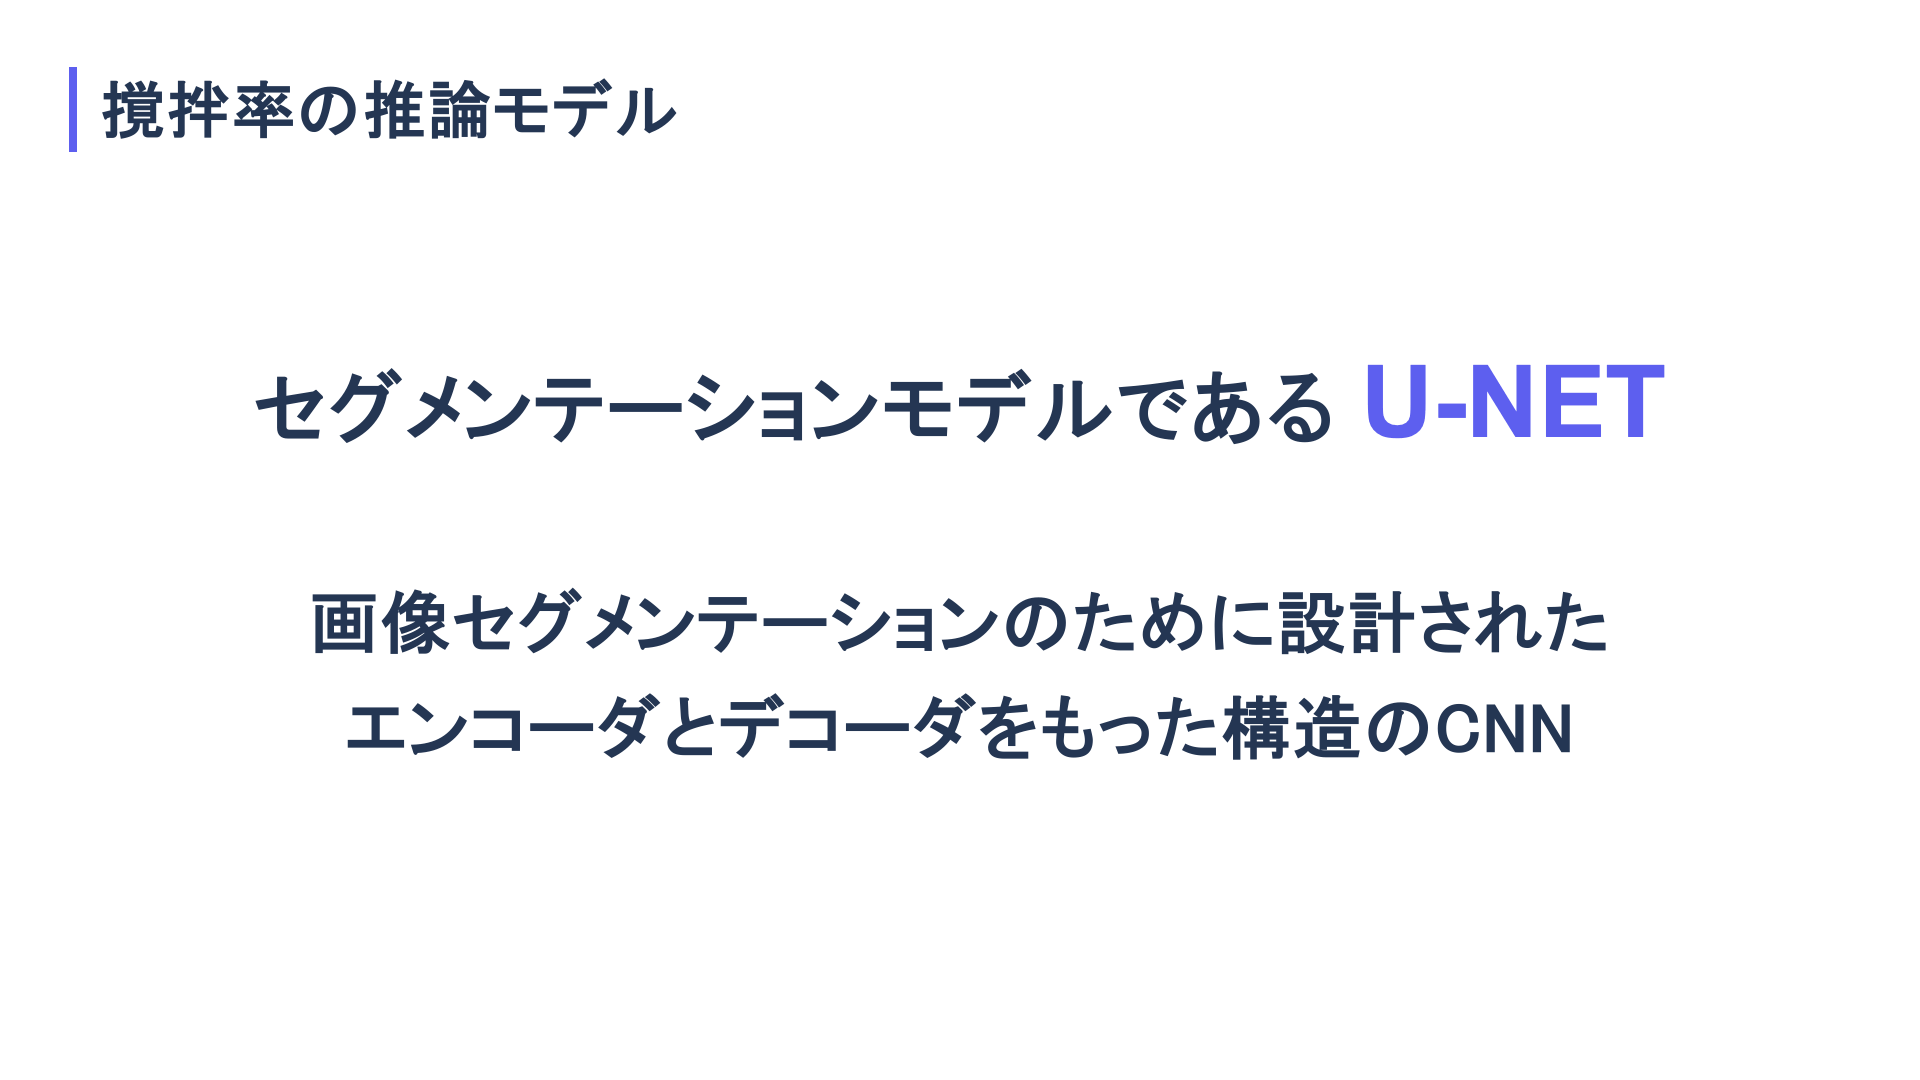 撹拌率の推論モデル
セグメンテーションモデルである U-NET
画像セグメンテーションのために設計された
エンコーダとデコーダをもった構造のCNN